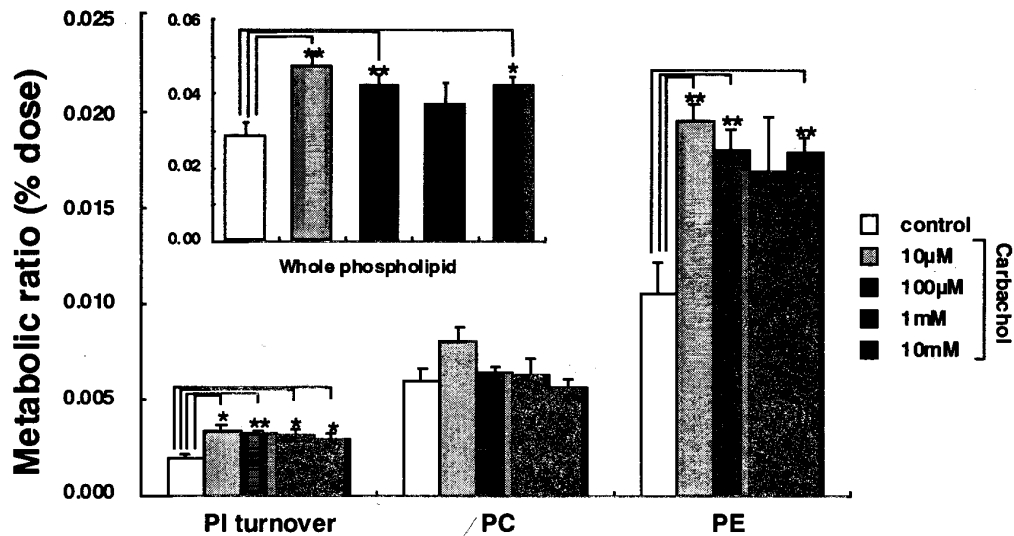 Metabolic ratio (% dose)
0.025
0.020
0.015
0.010
0.005
0.000
0.06
0.04
0.02
0.00
** ** *
Whole phospholipid
* ** * *
** ** **
PI turnover PC PE
control
10µM
100µM
1mM
10mM
Carbachol